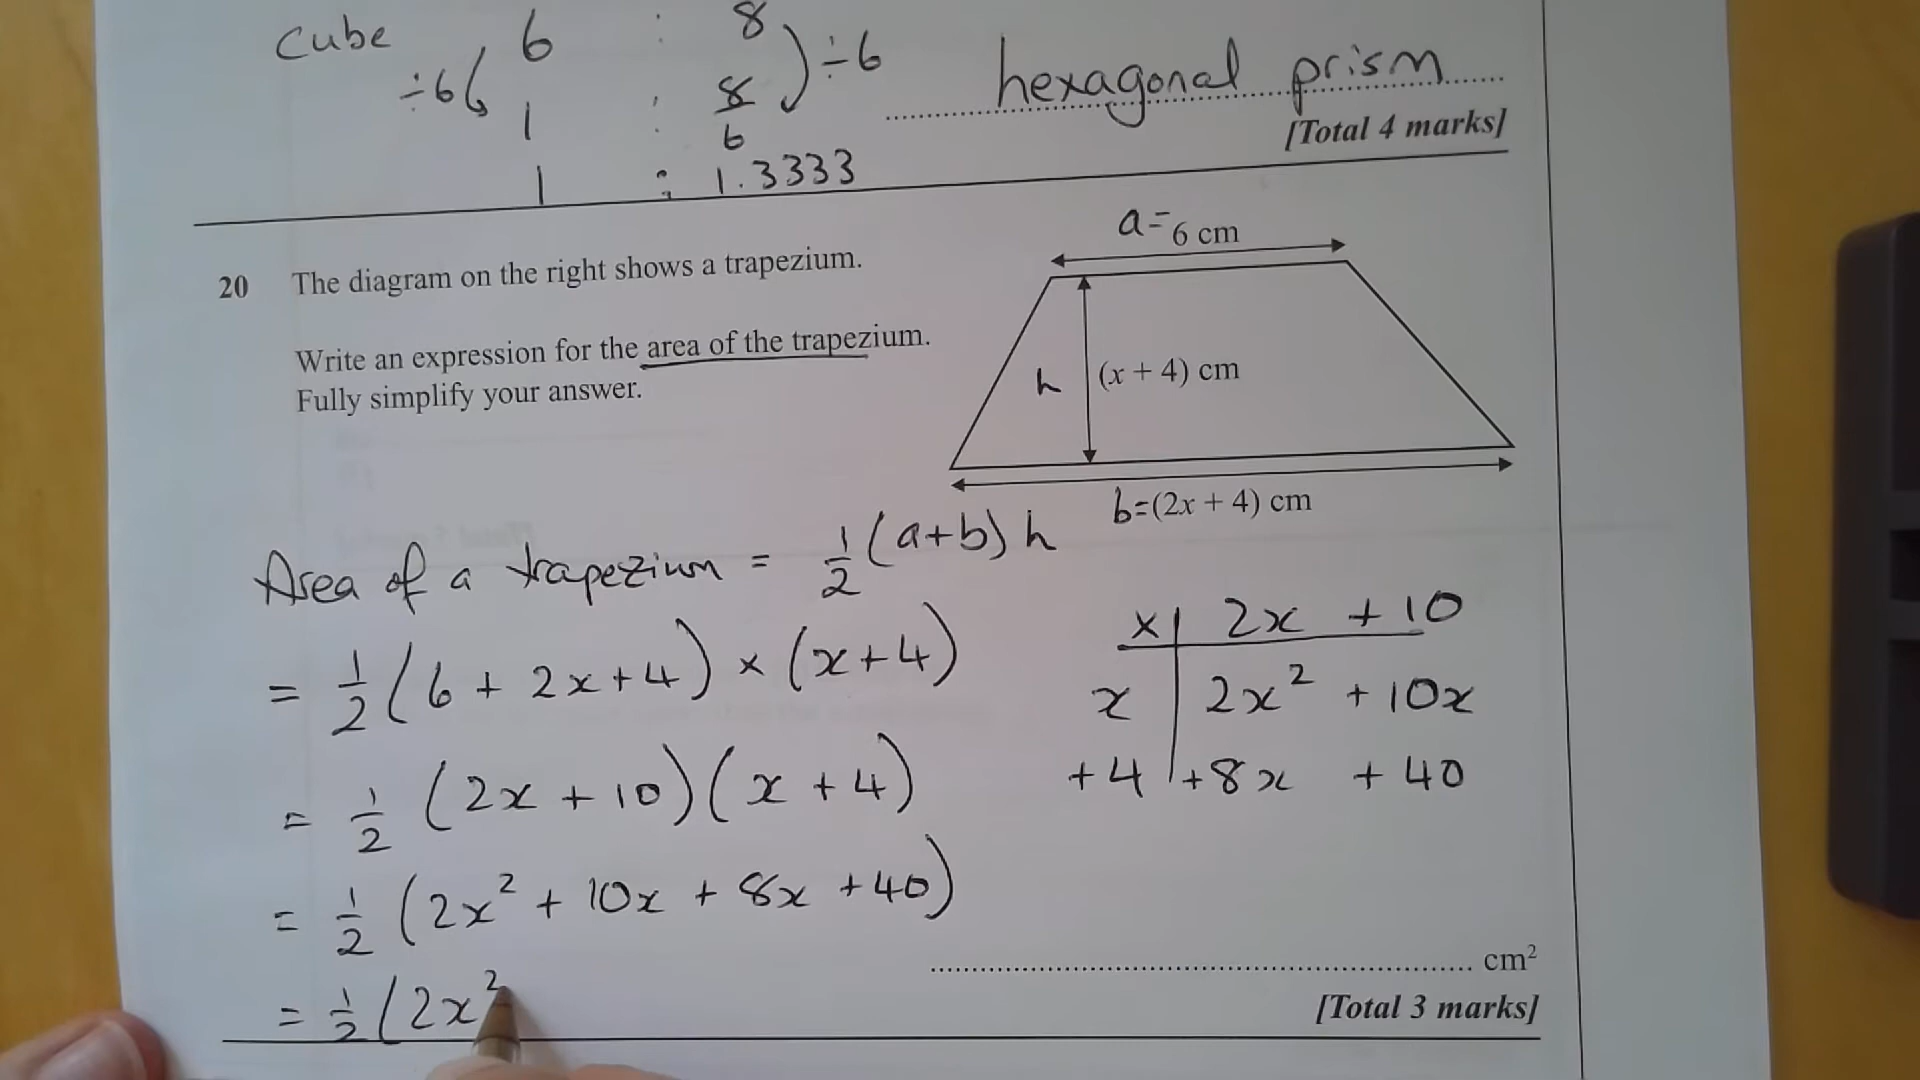 cube 6 : 8
÷6 ( 1 : 8/6 ) ÷6
1 : 1.3333
hexagonal prism
[Total 4 marks]
20 The diagram on the right shows a trapezium.
Write an expression for the area of the trapezium.
Fully simplify your answer.
a= 6 cm
h (x + 4) cm
b=(2x + 4) cm
Area of a trapezium = 1/2 (a+b) h
= 1/2 (6 + 2x + 4) × (x + 4)
= 1/2 (2x + 10)(x + 4)
= 1/2 (2x² + 10x + 8x + 40)
= 1/2 (2x²
× 2x + 10
x 2x² + 10x
+4 +8x + 40
cm²
[Total 3 marks]